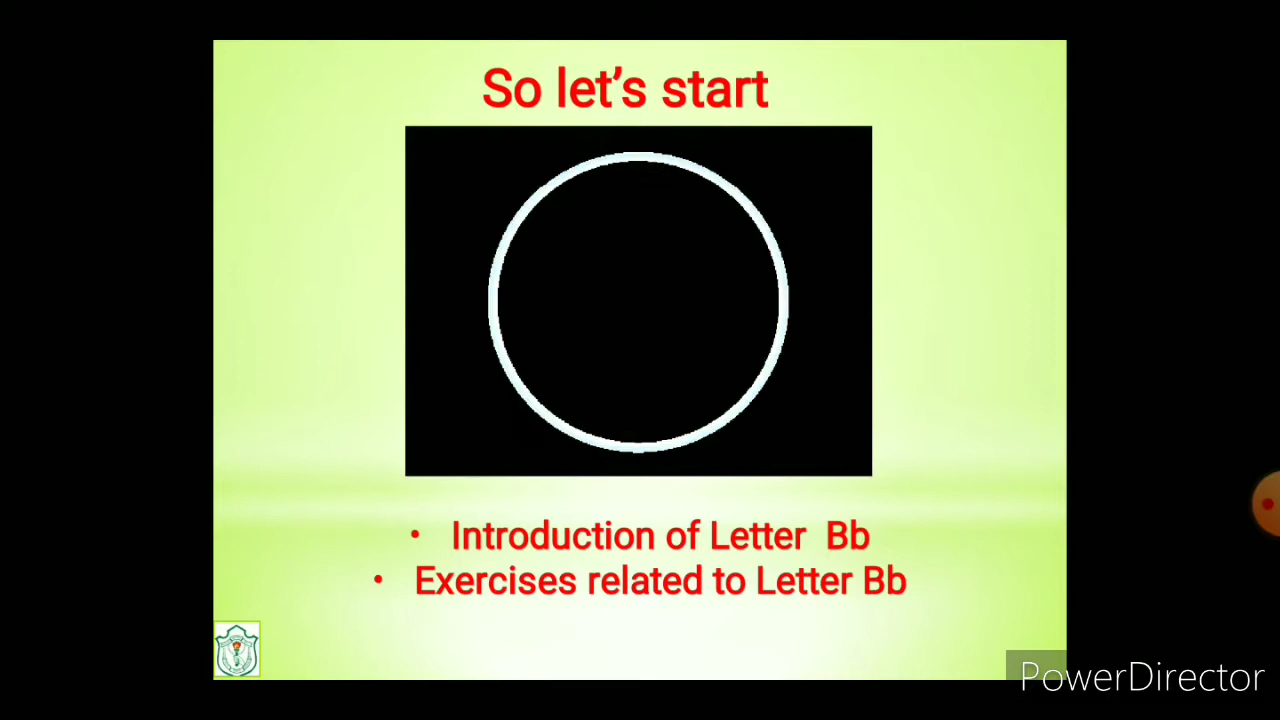 So let's start
• Introduction of Letter Bb
• Exercises related to Letter Bb
PowerDirector